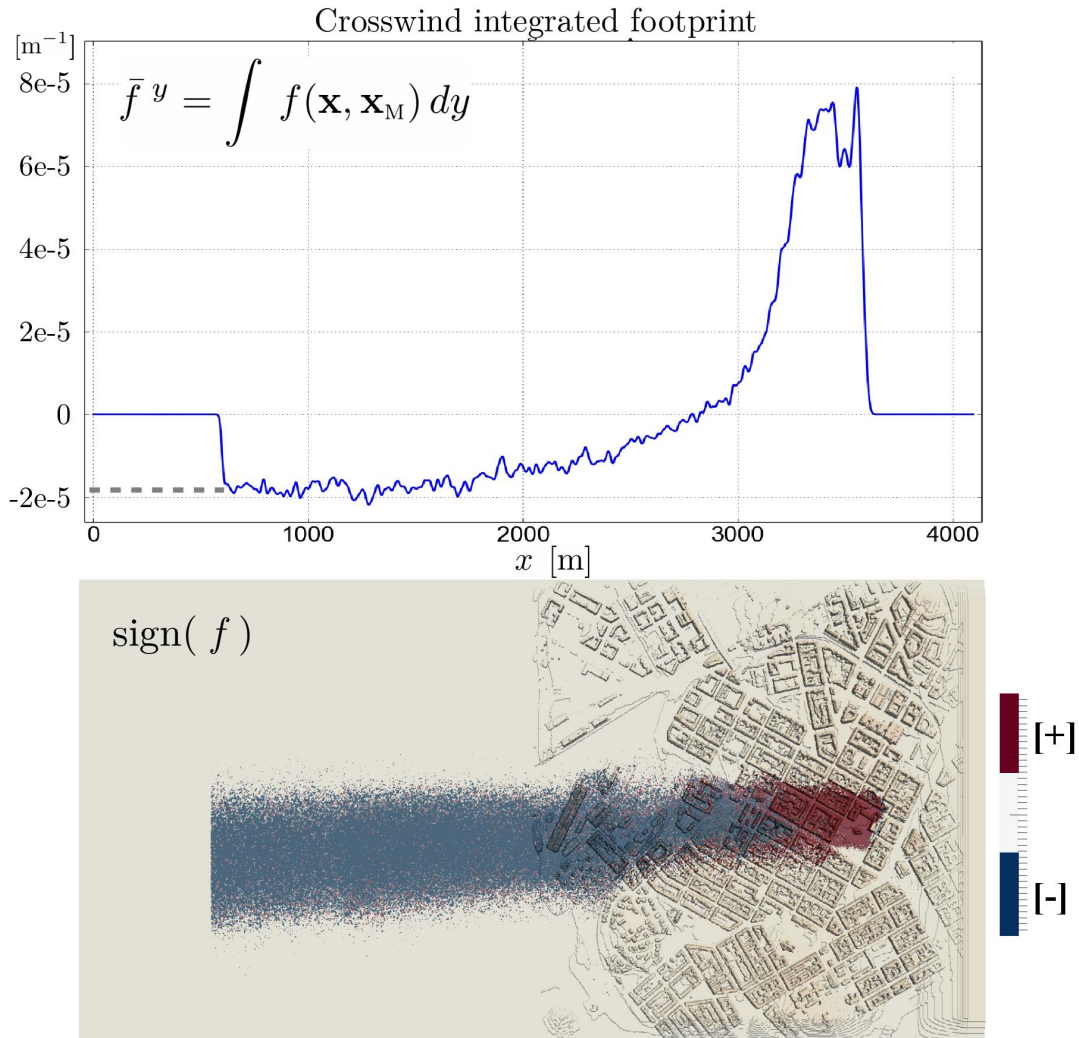 Crosswind integrated footprint
[m⁻¹]
8e-5
f̄ ʸ = ∫ f(x, x_M) dy
6e-5
4e-5
2e-5
0
-2e-5
0 1000 2000 3000 4000
x [m]
sign( f )
[+]
[-]